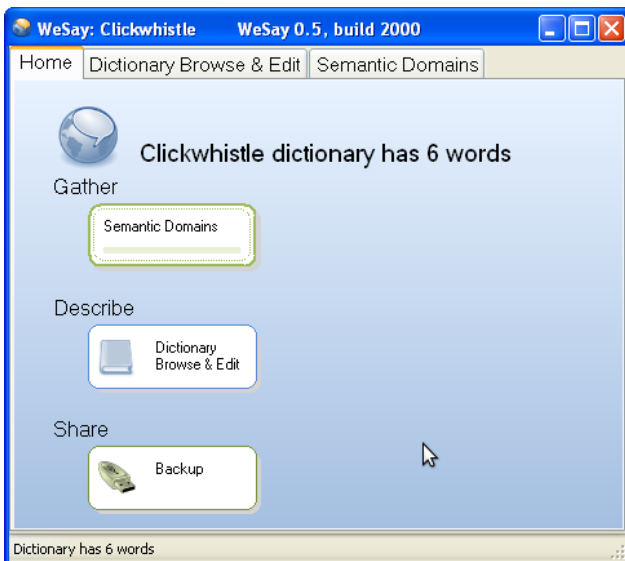 WeSay: Clickwhistle WeSay 0.5, build 2000
Home Dictionary Browse & Edit Semantic Domains
Clickwhistle dictionary has 6 words
Gather
Semantic Domains
Describe
Dictionary
Browse & Edit
Share
Backup
Dictionary has 6 words